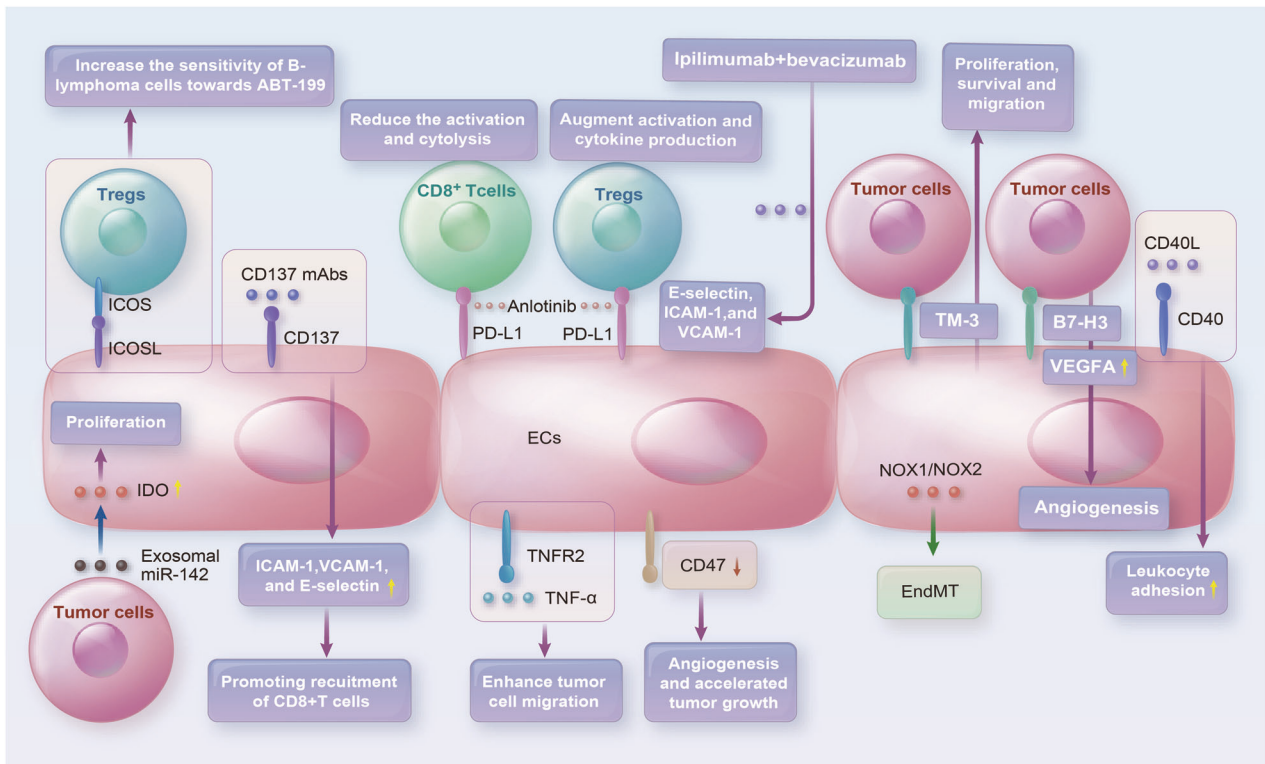 Increase the sensitivity of B-
lymphoma cells towards ABT-199
Tregs
ICOS
ICOSL
CD137 mAbs
CD137
Reduce the activation
and cytolysis
CD8⁺ Tcells
Augment activation and
cytokine production
Tregs
Anlotinib
PD-L1
PD-L1
Ipilimumab+bevacizumab
E-selectin,
ICAM-1,and
VCAM-1
Proliferation,
survival and
migration
Tumor cells
Tumor cells
TM-3
B7-H3
VEGFA
CD40L
CD40
Proliferation
IDO
Exosomal
miR-142
Tumor cells
ICAM-1,VCAM-1,
and E-selectin
Promoting recuitment
of CD8+T cells
ECs
TNFR2
TNF-α
Enhance tumor
cell migration
CD47
Angiogenesis
and accelerated
tumor growth
NOX1/NOX2
EndMT
Angiogenesis
Leukocyte
adhesion